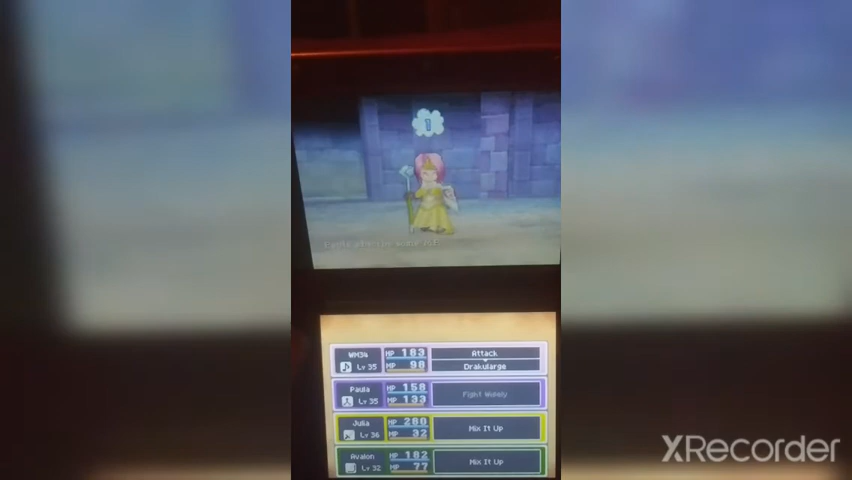 1
WM34
Lv 35
HP 183
MP 98
Attack
Drakularge
Paula
Lv 35
HP 158
MP 133
Fight Wisely
Julia
Lv 36
HP 260
MP 32
Mix It Up
Avalon
Lv 32
HP 182
MP 77
Mix It Up
XRecorder